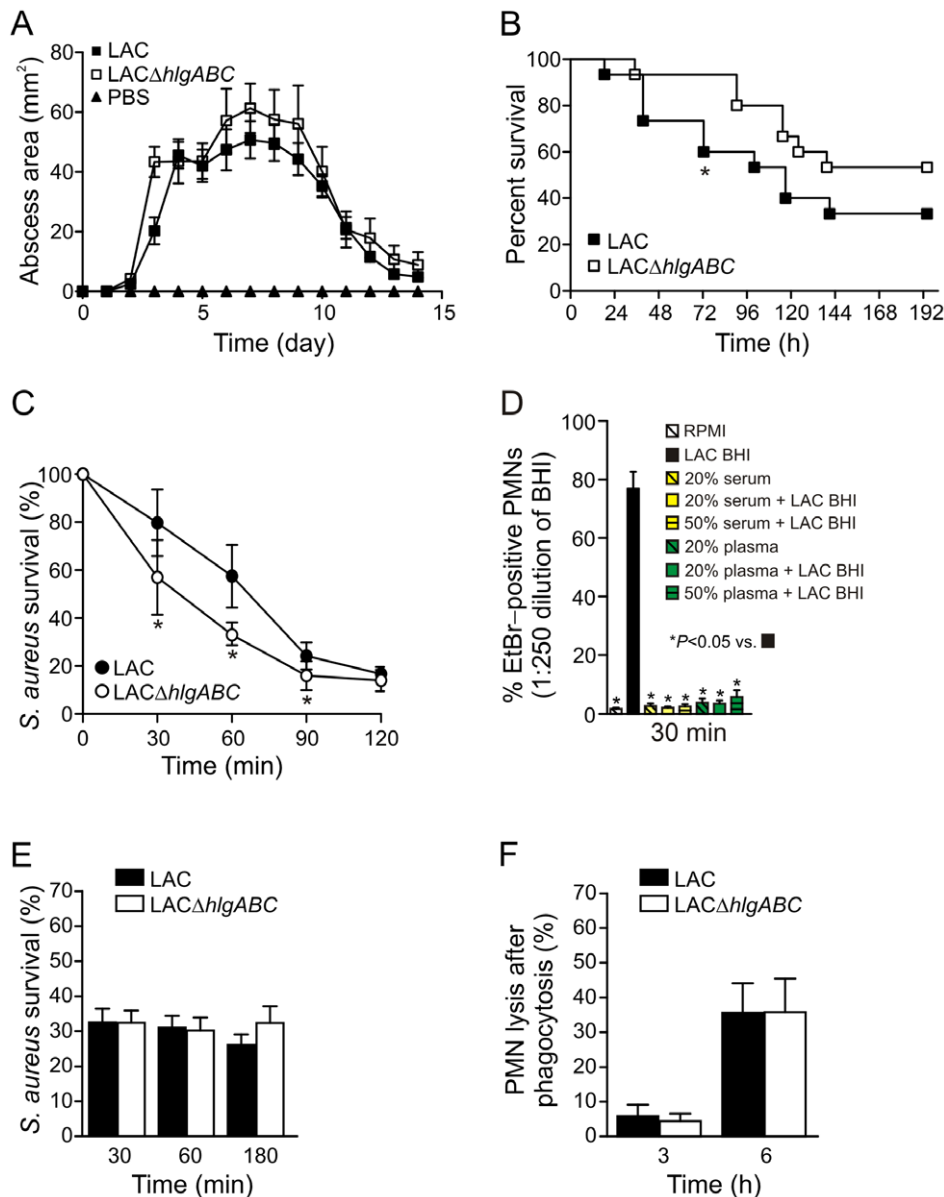 A
LAC
LACΔhlgABC
PBS
Abscess area (mm²)
80
60
40
20
0
0 5 10 15
Time (day)
B
Percent survival
100
80
60
40
20
0
*
LAC
LACΔhlgABC
0 24 48 72 96 120 144 168 192
Time (h)
C
S. aureus survival (%)
100
80
60
40
20
0
* * *
LAC
LACΔhlgABC
0 30 60 90 120
Time (min)
D
% EtBr–positive PMNs
(1:250 dilution of BHI)
100
80
60
40
20
0
RPMI
LAC BHI
20% serum
20% serum + LAC BHI
50% serum + LAC BHI
20% plasma
20% plasma + LAC BHI
50% plasma + LAC BHI
*P<0.05 vs.
* * * * * * *
30 min
E
LAC
LACΔhlgABC
S. aureus survival (%)
70
60
50
40
30
20
10
0
30 60 180
Time (min)
F
LAC
LACΔhlgABC
PMN lysis after
phagocytosis (%)
70
60
50
40
30
20
10
0
3 6
Time (h)